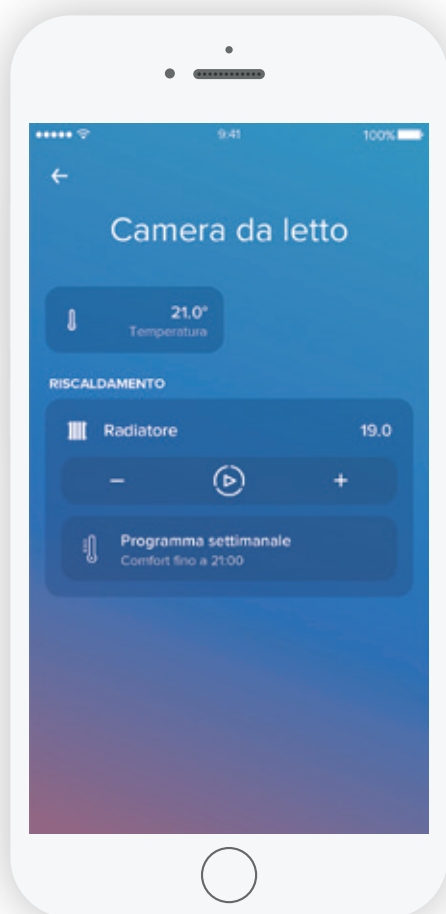 9:41
100%
Camera da letto
21.0°
Temperatura
RISCALDAMENTO
Radiatore
19.0
Programma settimanale
Comfort fino a 21:00